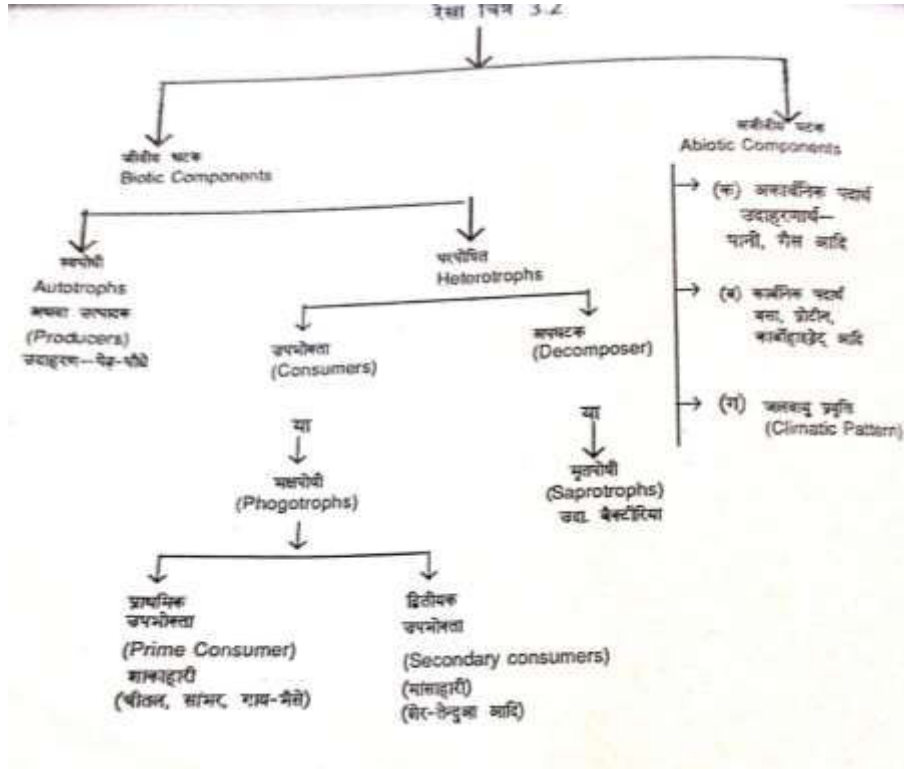 रेखा चित्र 3.2
जीवीय घटक
Biotic Components
अजीवीय घटक
Abiotic Components
स्वपोषी
Autotrophs
अथवा उत्पादक
(Producers)
उदाहरण—पेड़-पौधे
परपोषित
Heterotrophs
उपभोक्ता
(Consumers)
अपघटक
(Decomposer)
या
भक्षपोषी
(Phogotrophs)
या
मृतपोषी
(Saprotrophs)
उदा. बैक्टीरिया
प्राथमिक
उपभोक्ता
(Prime Consumer)
शाकाहारी
(चीतल, सांभर, गाय-भैसे)
द्वितीयक
उपभोक्ता
(Secondary consumers)
(मांसाहारी)
(शेर-तेन्दुआ आदि)
(क) अकार्बनिक पदार्थ
उदाहरणार्थ—
पानी, गैस आदि
(ब) कार्बनिक पदार्थ
वसा, प्रोटीन,
कार्बोहाइड्रेट् आदि
(ग) जलवायु प्रवृत्ति
(Climatic Pattern)